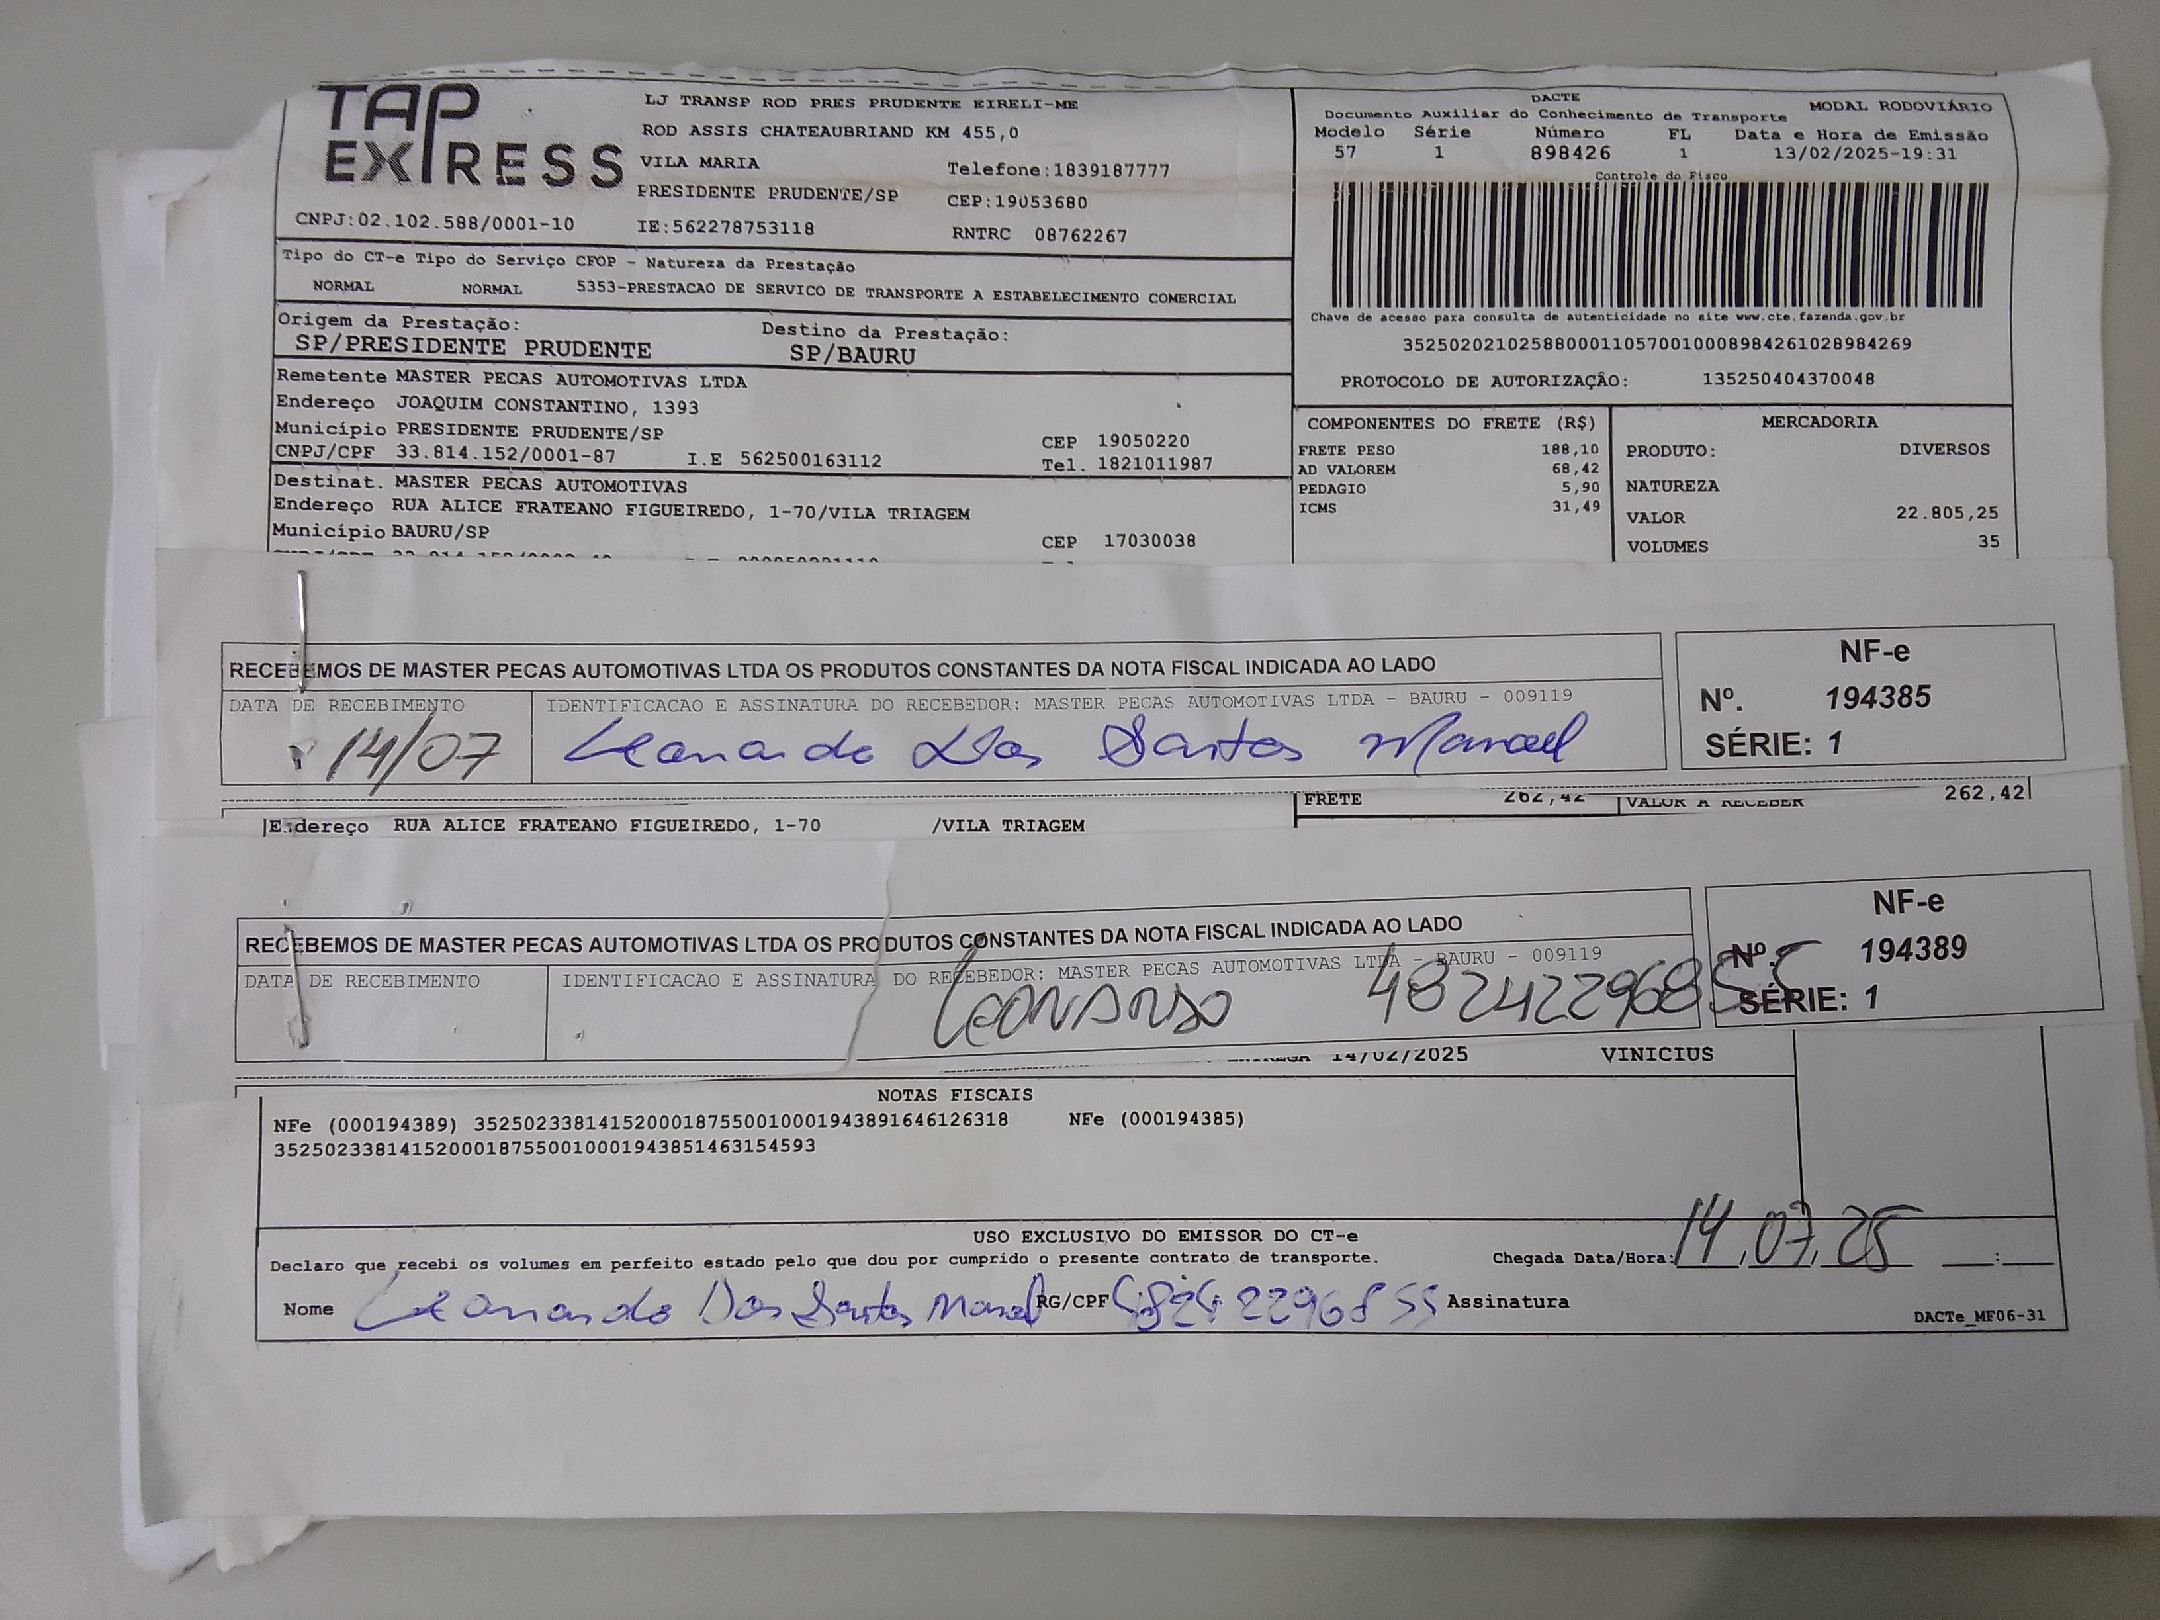 TAP EXPRESS
LJ TRANSP ROD PRES PRUDENTE EIRELI-ME
ROD ASSIS CHATEAUBRIAND KM 455,0
VILA MARIA Telefone:1839187777
PRESIDENTE PRUDENTE/SP CEP:19053680
CNPJ:02.102.588/0001-10 IE:562278753118 RNTRC 08762267
DACTE MODAL RODOVIÁRIO
Documento Auxiliar do Conhecimento de Transporte
Modelo Série Número FL Data e Hora de Emissão
57 1 898426 1 13/02/2025-19:31
Controle do Fisco
Chave de acesso para consulta de autenticidade no site www.cte.fazenda.gov.br
35250202102588000110570010008984261028984269
PROTOCOLO DE AUTORIZAÇÃO: 135250404370048
Tipo do CT-e Tipo do Serviço CFOP - Natureza da Prestação
NORMAL NORMAL 5353-PRESTACAO DE SERVICO DE TRANSPORTE A ESTABELECIMENTO COMERCIAL
Origem da Prestação: Destino da Prestação:
SP/PRESIDENTE PRUDENTE SP/BAURU
Remetente MASTER PECAS AUTOMOTIVAS LTDA
Endereço JOAQUIM CONSTANTINO, 1393
Município PRESIDENTE PRUDENTE/SP CEP 19050220
CNPJ/CPF 33.814.152/0001-87 I.E 562500163112 Tel. 1821011987
Destinat. MASTER PECAS AUTOMOTIVAS
Endereço RUA ALICE FRATEANO FIGUEIREDO, 1-70/VILA TRIAGEM
Município BAURU/SP CEP 17030038
COMPONENTES DO FRETE (R$)
FRETE PESO 188,10
AD VALOREM 68,42
PEDAGIO 5,90
ICMS 31,49
MERCADORIA
PRODUTO: DIVERSOS
NATUREZA
VALOR 22.805,25
VOLUMES 35
RECEBEMOS DE MASTER PECAS AUTOMOTIVAS LTDA OS PRODUTOS CONSTANTES DA NOTA FISCAL INDICADA AO LADO
DATA DE RECEBIMENTO IDENTIFICACAO E ASSINATURA DO RECEBEDOR: MASTER PECAS AUTOMOTIVAS LTDA - BAURU - 009119
14/07 Leonardo Dos Santos Manoel
NF-e
Nº. 194385
SÉRIE: 1
FRETE 262,42 VALOR A RECEBER 262,42
Endereço RUA ALICE FRATEANO FIGUEIREDO, 1-70 /VILA TRIAGEM
RECEBEMOS DE MASTER PECAS AUTOMOTIVAS LTDA OS PRODUTOS CONSTANTES DA NOTA FISCAL INDICADA AO LADO
DATA DE RECEBIMENTO IDENTIFICACAO E ASSINATURA DO RECEBEDOR: MASTER PECAS AUTOMOTIVAS LTDA - BAURU - 009119
Leonardo 48242296855
NF-e
Nº. 194389
SÉRIE: 1
14/02/2025 VINICIUS
NOTAS FISCAIS
NFe (000194389) 35250233814152000187550010001943891646126318 NFe (000194385)
35250233814152000187550010001943851463154593
USO EXCLUSIVO DO EMISSOR DO CT-e
Declaro que recebi os volumes em perfeito estado pelo que dou por cumprido o presente contrato de transporte. Chegada Data/Hora: 14,07,25 :
Nome Leonardo Dos Santos Manoel RG/CPF 48242296855 Assinatura
DACTe_MF06-31